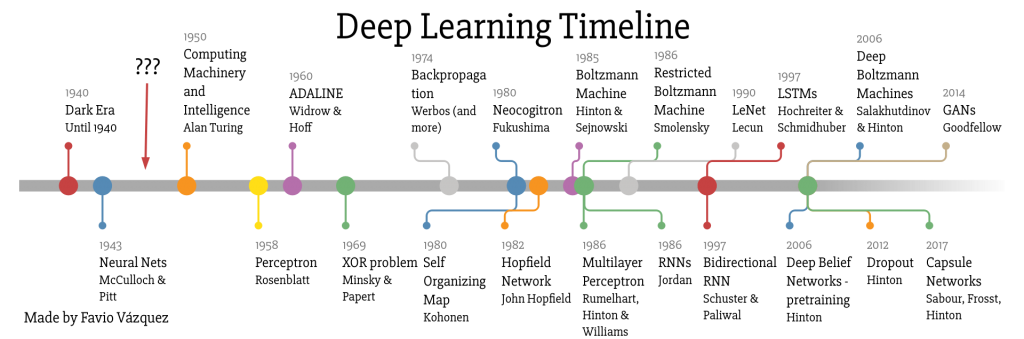 Deep Learning Timeline
???
1940
Dark Era
Until 1940
1950
Computing
Machinery
and
Intelligence
Alan Turing
1960
ADALINE
Widrow &
Hoff
1974
Backpropaga
tion
Werbos (and
more)
1980
Neocogitron
Fukushima
1985
Boltzmann
Machine
Hinton &
Sejnowski
1986
Restricted
Boltzmann
Machine
Smolensky
1990
LeNet
Lecun
1997
LSTMs
Hochreiter &
Schmidhuber
2006
Deep
Boltzmann
Machines
Salakhutdinov
& Hinton
2014
GANs
Goodfellow
1943
Neural Nets
McCulloch &
Pitt
1958
Perceptron
Rosenblatt
1969
XOR problem
Minsky &
Papert
1980
Self
Organizing
Map
Kohonen
1982
Hopfield
Network
John Hopfield
1986
Multilayer
Perceptron
Rumelhart,
Hinton &
Williams
1986
RNNs
Jordan
1997
Bidirectional
RNN
Schuster &
Paliwal
2006
Deep Belief
Networks -
pretraining
Hinton
2012
Dropout
Hinton
2017
Capsule
Networks
Sabour, Frosst,
Hinton
Made by Favio Vázquez